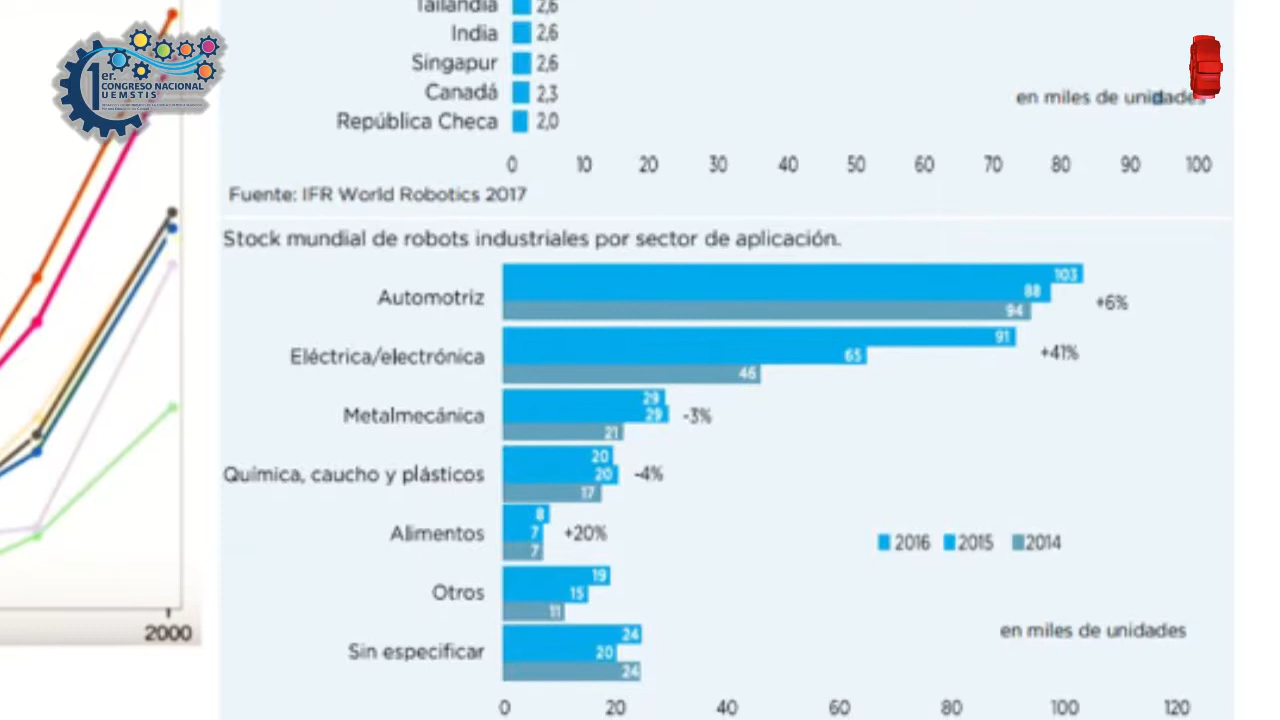 Tailandia 2,6
India 2,6
Singapur 2,6
Canadá 2,3
República Checa 2,0
en miles de unidades
0 10 20 30 40 50 60 70 80 90 100
Fuente: IFR World Robotics 2017
1er.
CONGRESO NACIONAL
UEMSTIS
2000
Stock mundial de robots industriales por sector de aplicación.
Automotriz 103 88 94 +6%
Eléctrica/electrónica 91 65 46 +41%
Metalmecánica 29 29 21 -3%
Química, caucho y plásticos 20 20 17 -4%
Alimentos 8 7 7 +20%
2016 2015 2014
Otros 19 15 11
en miles de unidades
Sin especificar 24 20 24
0 20 40 60 80 100 120